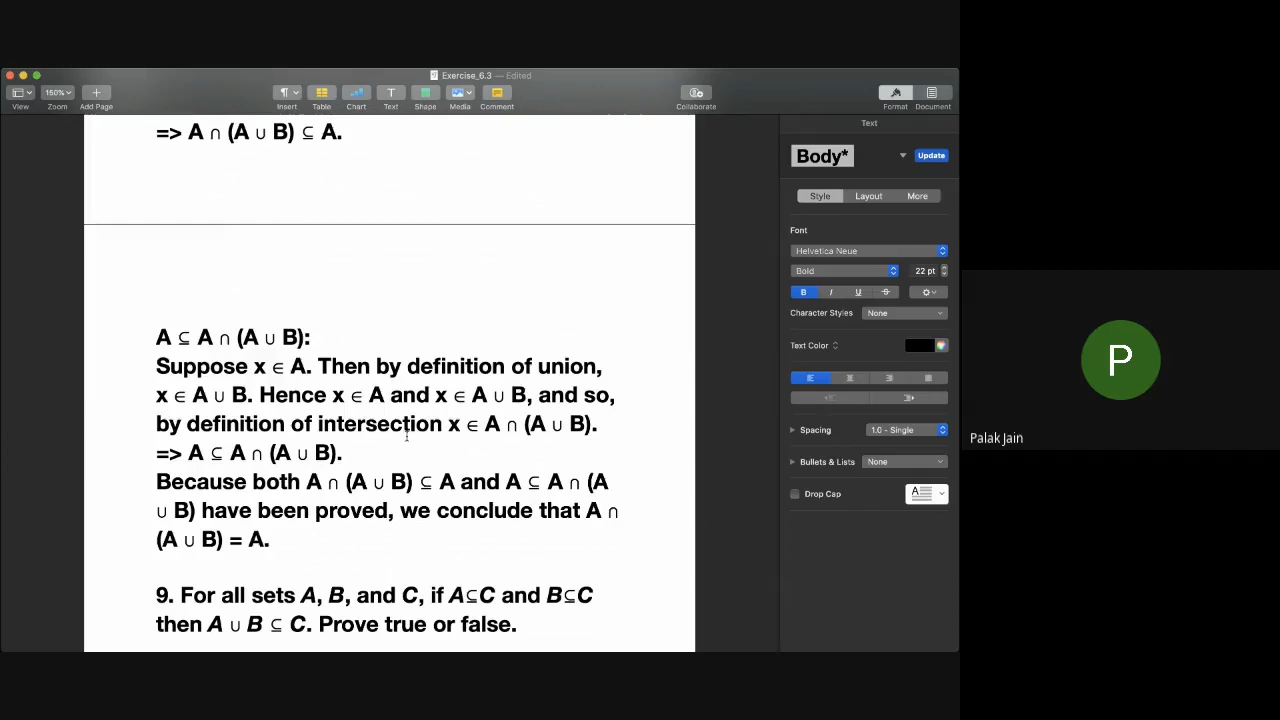 Exercise_6.3 — Edited
150%
View
Zoom
Add Page
Insert
Table
Chart
Text
Shape
Media
Comment
Collaborate
Format
Document
=> A ∩ (A ∪ B) ⊆ A.
A ⊆ A ∩ (A ∪ B):
Suppose x ∈ A. Then by definition of union,
x ∈ A ∪ B. Hence x ∈ A and x ∈ A ∪ B, and so,
by definition of intersection x ∈ A ∩ (A ∪ B).
=> A ⊆ A ∩ (A ∪ B).
Because both A ∩ (A ∪ B) ⊆ A and A ⊆ A ∩ (A
∪ B) have been proved, we conclude that A ∩
(A ∪ B) = A.
9. For all sets A, B, and C, if A⊆C and B⊆C
then A ∪ B ⊆ C. Prove true or false.
Text
Body*
Update
Style
Layout
More
Font
Helvetica Neue
Bold
22 pt
B I U S
Character Styles
None
Text Color
Spacing
1.0 - Single
Bullets & Lists
None
Drop Cap
A
P
Palak Jain